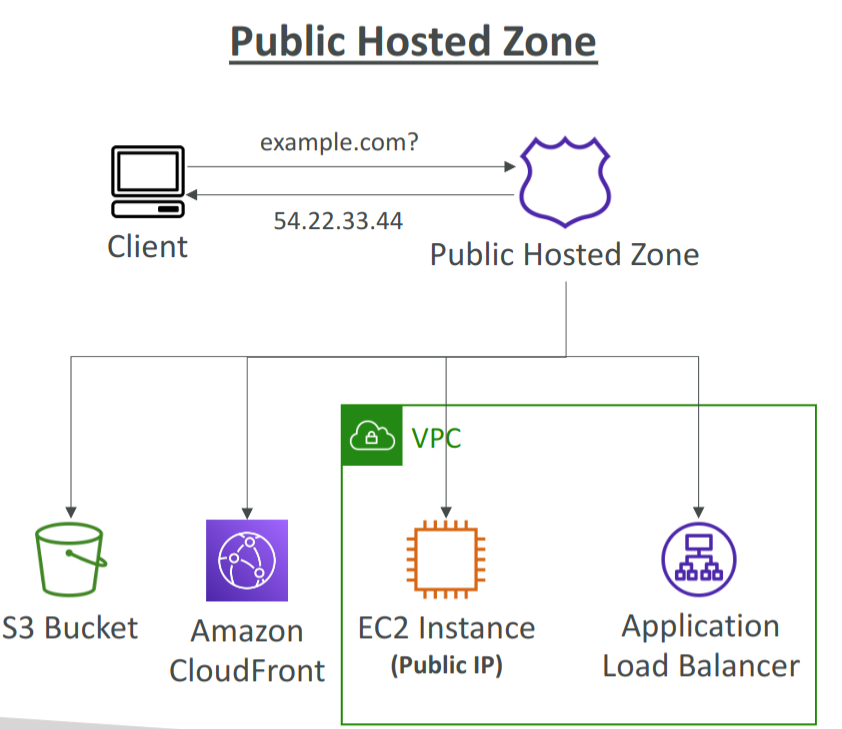 Public Hosted Zone
example.com?
54.22.33.44
Client
Public Hosted Zone
VPC
S3 Bucket
Amazon
CloudFront
EC2 Instance
(Public IP)
Application
Load Balancer